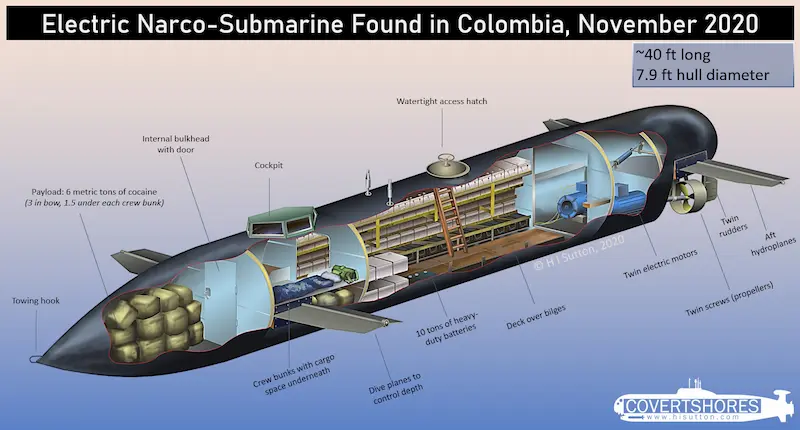 Electric Narco-Submarine Found in Colombia, November 2020
~40 ft long
7.9 ft hull diameter
Watertight access hatch
Internal bulkhead
with door
Cockpit
Payload: 6 metric tons of cocaine
(3 in bow, 1.5 under each crew bunk)
Towing hook
© H I Sutton, 2020
Twin
rudders
Aft
hydroplanes
Twin electric motors
Twin screws (propellers)
Deck over bilges
10 tons of heavy-
duty batteries
Dive planes to
control depth
Crew bunks with cargo
space underneath
COVERTSHORES
www.hisutton.com